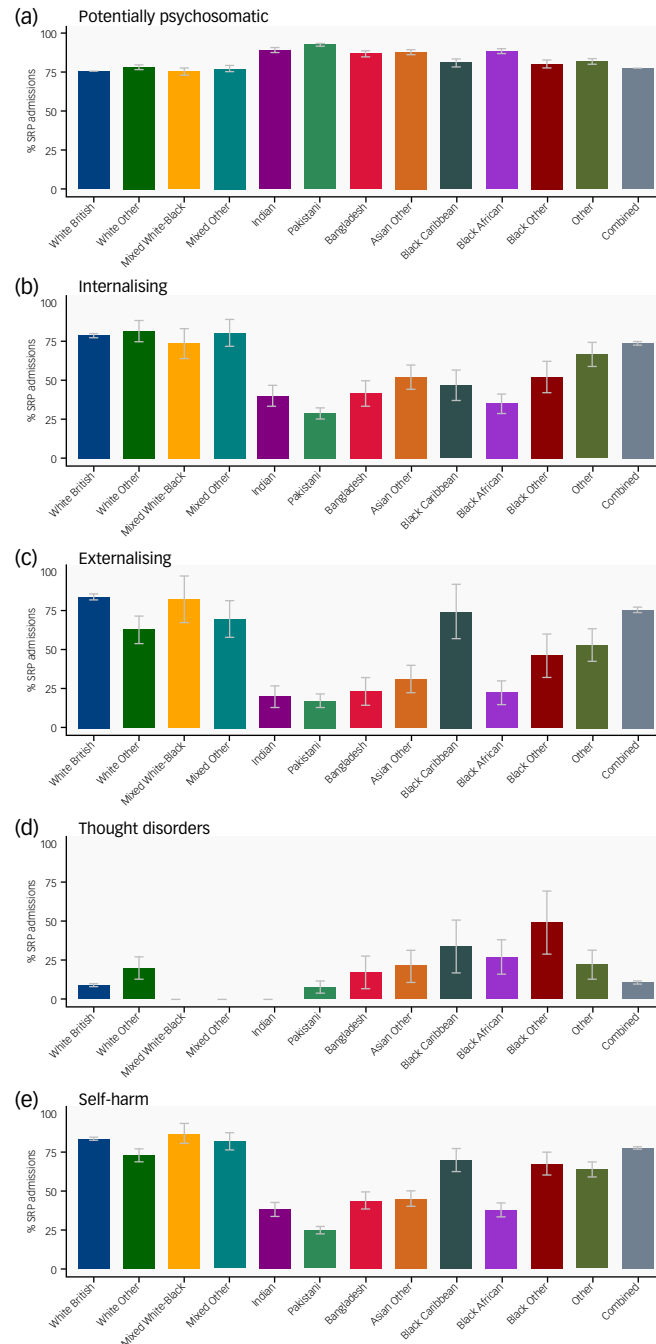 (a) Potentially psychosomatic
% SRP admissions
100
75
50
25
0
White British
White Other
Mixed White-Black
Mixed Other
Indian
Pakistani
Bangladesh
Asian Other
Black Caribbean
Black African
Black Other
Other
Combined
(b) Internalising
% SRP admissions
100
75
50
25
0
White British
White Other
Mixed White-Black
Mixed Other
Indian
Pakistani
Bangladesh
Asian Other
Black Caribbean
Black African
Black Other
Other
Combined
(c) Externalising
% SRP admissions
100
75
50
25
0
White British
White Other
Mixed White-Black
Mixed Other
Indian
Pakistani
Bangladesh
Asian Other
Black Caribbean
Black African
Black Other
Other
Combined
(d) Thought disorders
% SRP admissions
100
75
50
25
0
White British
White Other
Mixed White-Black
Mixed Other
Indian
Pakistani
Bangladesh
Asian Other
Black Caribbean
Black African
Black Other
Other
Combined
(e) Self-harm
% SRP admissions
100
75
50
25
0
White British
White Other
Mixed White-Black
Mixed Other
Indian
Pakistani
Bangladesh
Asian Other
Black Caribbean
Black African
Black Other
Other
Combined